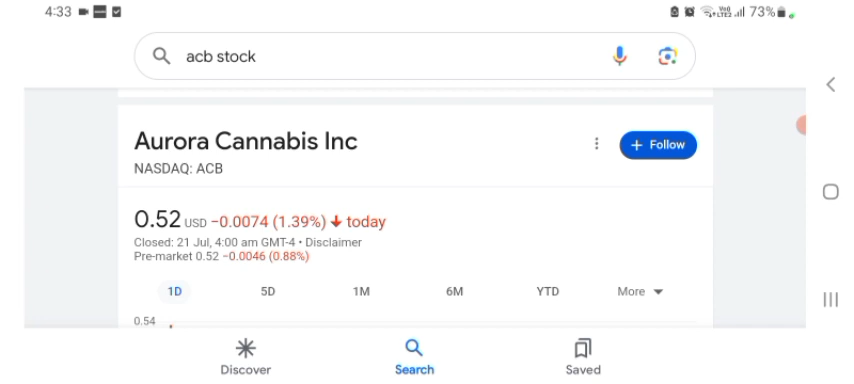 4:33
73%
acb stock
Aurora Cannabis Inc
+ Follow
NASDAQ: ACB
0.52 USD −0.0074 (1.39%) ↓ today
Closed: 21 Jul, 4:00 am GMT-4 • Disclaimer
Pre-market 0.52 −0.0046 (0.88%)
1D 5D 1M 6M YTD More
0.54
Discover Search Saved